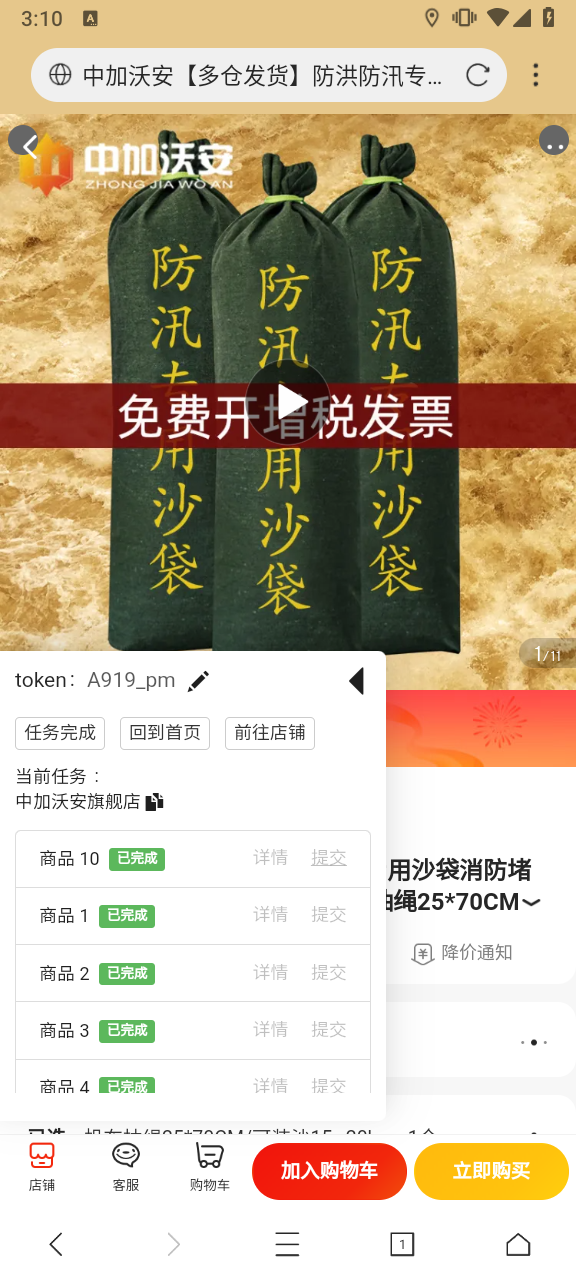 3:10
A
中加沃安【多仓发货】防洪防汛专...
中加沃安
ZHONG JIA WO AN
防汛专用沙袋
防汛专用沙袋
防汛专用沙袋
免费开增税发票
1/11
token: A919_pm
任务完成 回到首页 前往店铺
当前任务：
中加沃安旗舰店
商品 10 已完成 详情 提交
商品 1 已完成 详情 提交
商品 2 已完成 详情 提交
商品 3 已完成 详情 提交
商品 4 已完成 详情 提交
用沙袋消防堵
抽绳25*70CM
降价通知
店铺 客服 购物车 加入购物车 立即购买
1